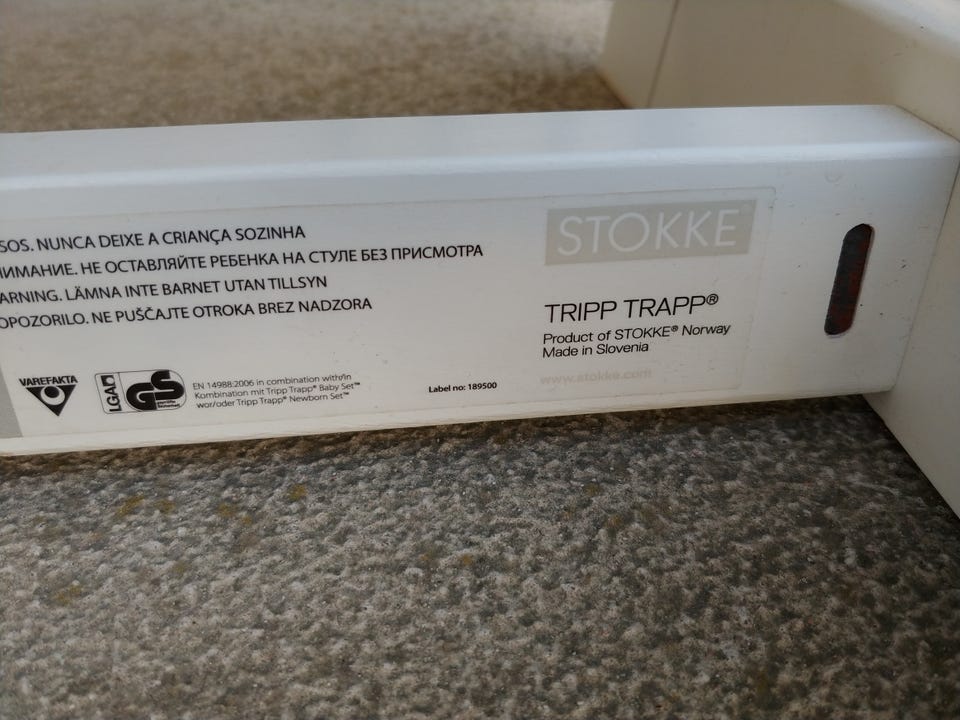 SOS. NUNCA DEIXE A CRIANÇA SOZINHA
ИМАНИЕ. НЕ ОСТАВЛЯЙТЕ РЕБЕНКА НА СТУЛЕ БЕЗ ПРИСМОТРА
ARNING. LÄMNA INTE BARNET UTAN TILLSYN
OPOZORILO. NE PUŠČAJTE OTROKA BREZ NADZORA
STOKKE
TRIPP TRAPP®
Product of STOKKE® Norway
Made in Slovenia
www.stokke.com
VAREFAKTA
LGA
GS
geprüfte
Sicherheit
EN 14988:2006 in combination with/in
Kombination mit Tripp Trapp® Baby Set™
wor/oder Tripp Trapp® Newborn Set™
Label no: 189500